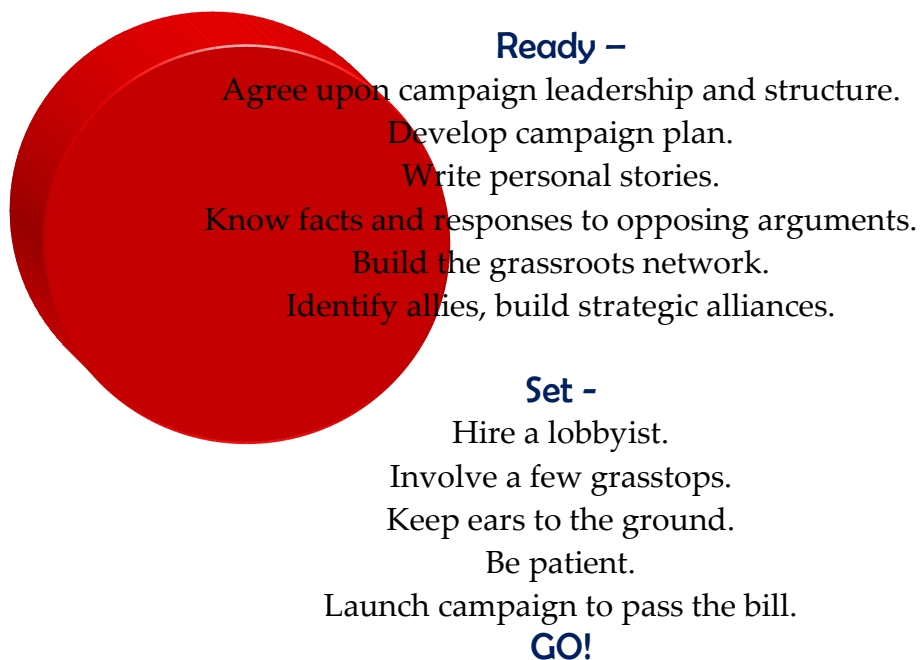 Ready –
Agree upon campaign leadership and structure.
Develop campaign plan.
Write personal stories.
Know facts and responses to opposing arguments.
Build the grassroots network.
Identify allies, build strategic alliances.
Set -
Hire a lobbyist.
Involve a few grasstops.
Keep ears to the ground.
Be patient.
Launch campaign to pass the bill.
GO!